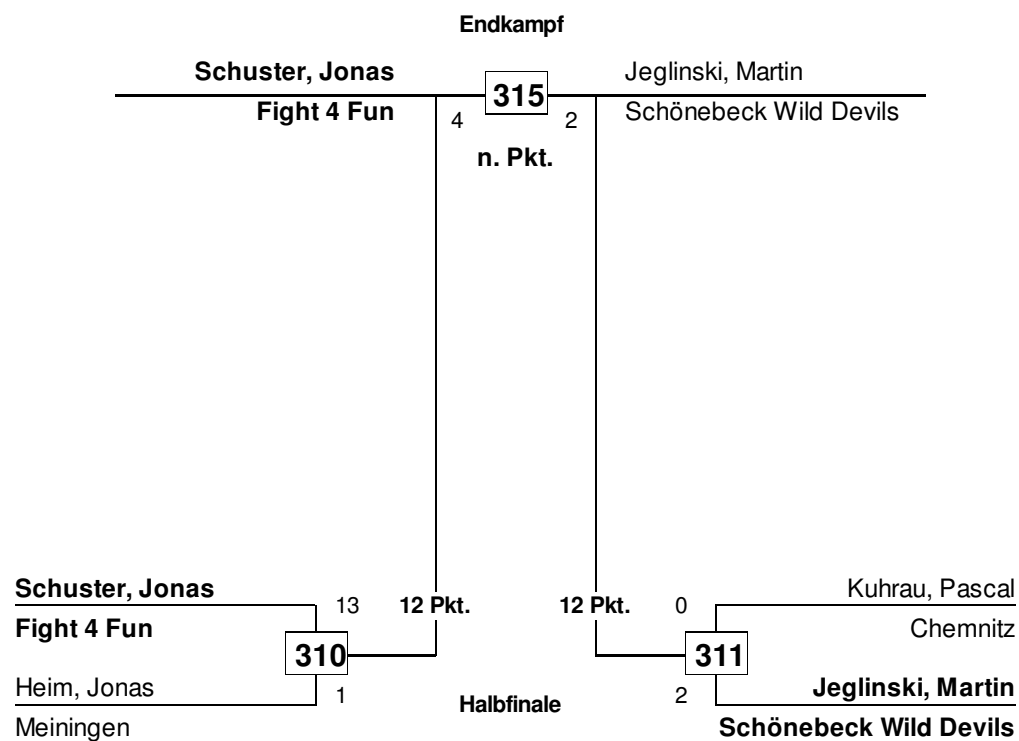 Endkampf
Schuster, Jonas
Fight 4 Fun
315
4
2
n. Pkt.
Jeglinski, Martin
Schönebeck Wild Devils
Schuster, Jonas
Fight 4 Fun
13
12 Pkt.
310
Heim, Jonas
Meiningen
1
Halbfinale
12 Pkt.
0
Kuhrau, Pascal
Chemnitz
311
2
Jeglinski, Martin
Schönebeck Wild Devils